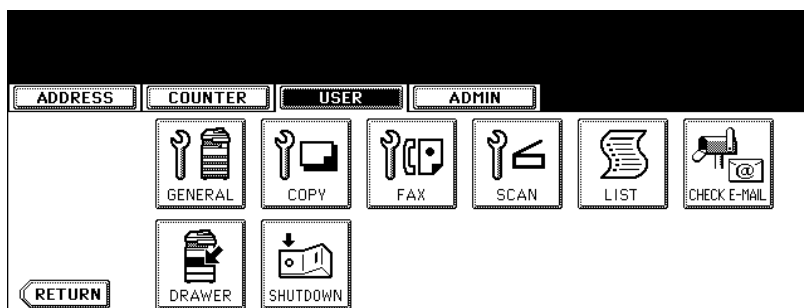 ADDRESS COUNTER USER ADMIN
GENERAL COPY FAX SCAN LIST CHECK E-MAIL
RETURN DRAWER SHUTDOWN